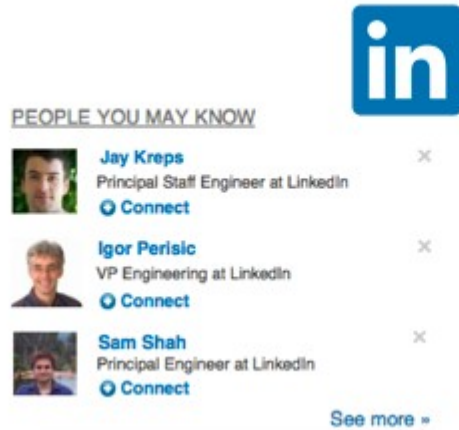 in
PEOPLE YOU MAY KNOW
Jay Kreps
Principal Staff Engineer at LinkedIn
Connect
Igor Perisic
VP Engineering at LinkedIn
Connect
Sam Shah
Principal Engineer at LinkedIn
Connect
See more »